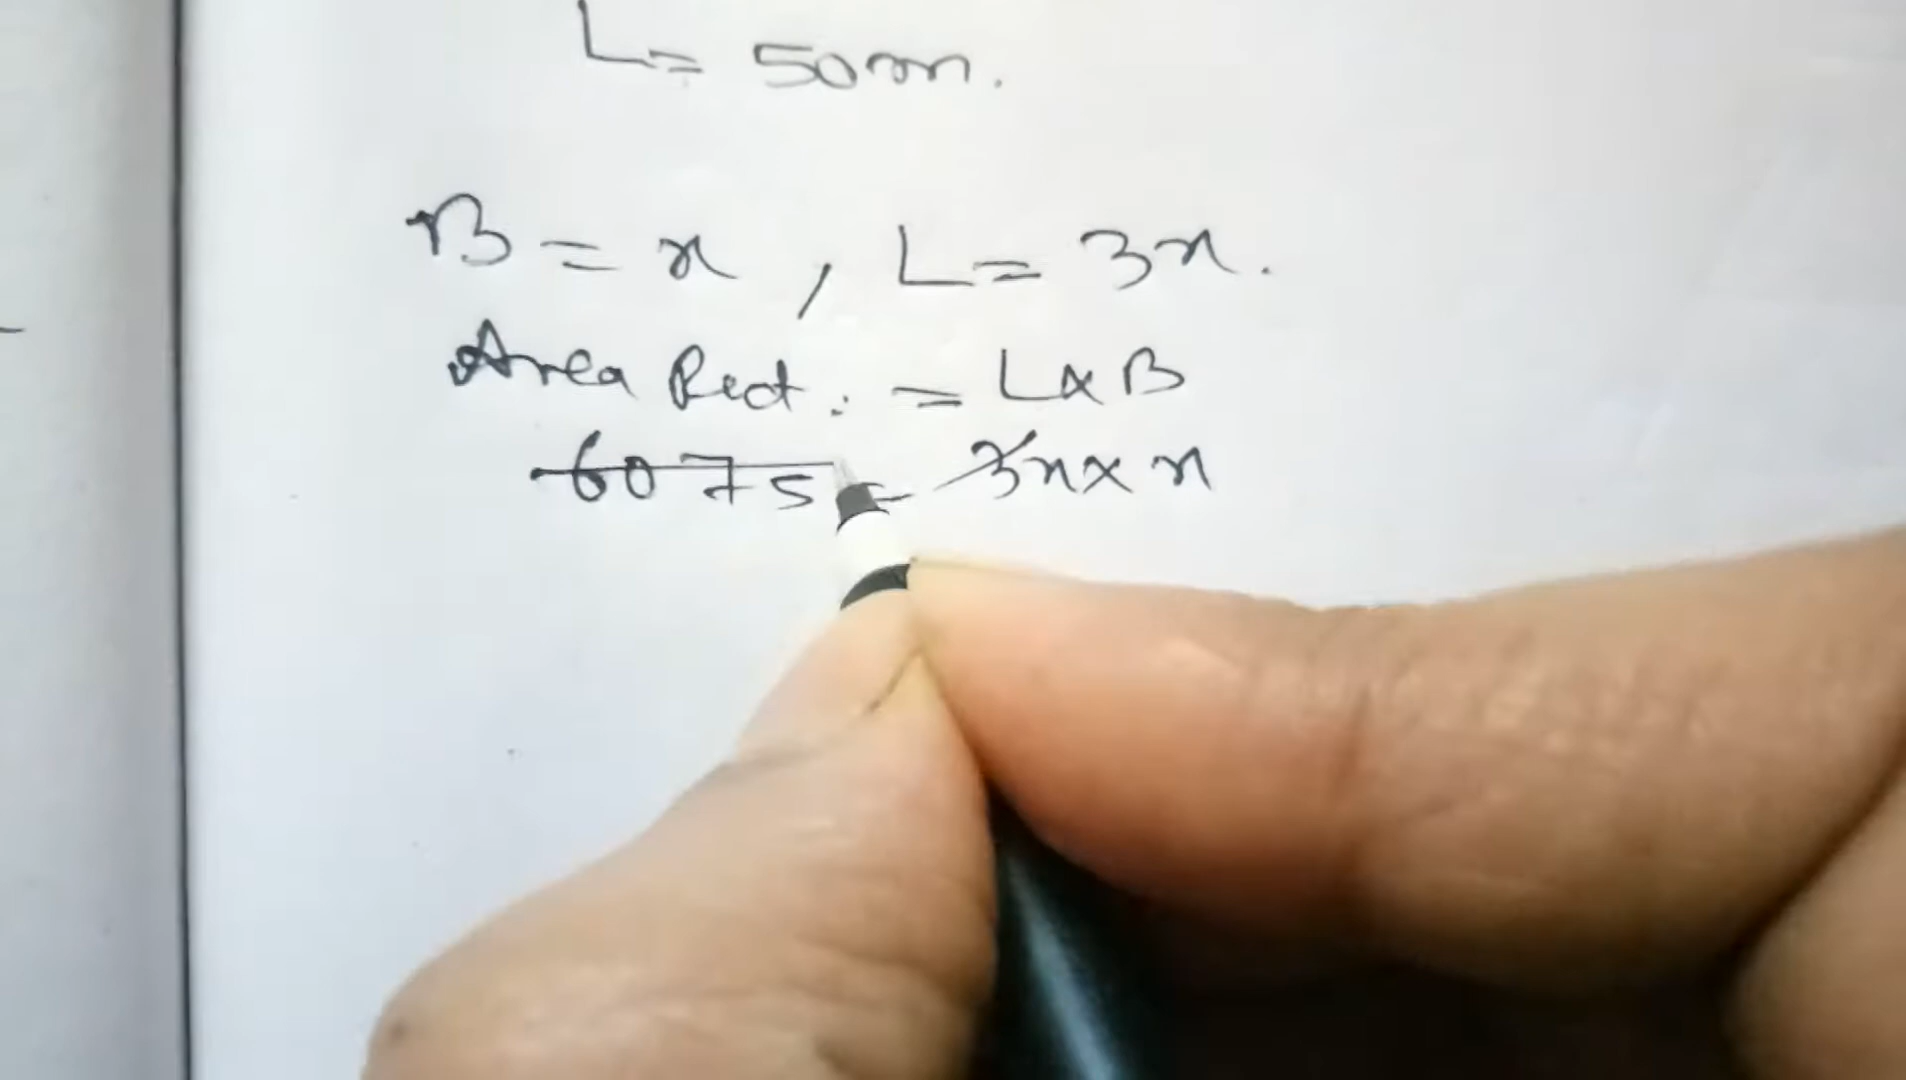 L = 50m.
B = x , L = 3x.
Area Rect. = L x B
6075 = 3x x x